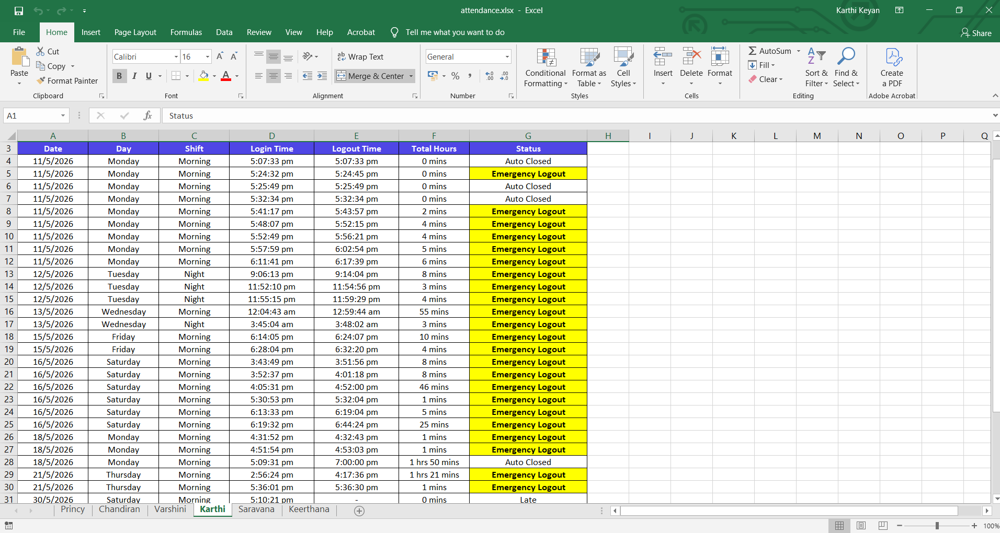 attendance.xlsx - Excel
Karthi Keyan
File Home Insert Page Layout Formulas Data Review View Help Acrobat Tell me what you want to do
Share
Paste
Cut
Copy
Format Painter
Clipboard
Calibri 16
B I U
Font
Wrap Text
Merge & Center
Alignment
General
Number
Conditional Formatting
Format as Table
Cell Styles
Styles
Insert
Delete
Format
Cells
AutoSum
Fill
Clear
Sort & Filter
Find & Select
Editing
Create a PDF
Adobe Acrobat
A1 fx Status
A B C D E F G H I J K L M N O P Q
3 Date Day Shift Login Time Logout Time Total Hours Status
4 11/5/2026 Monday Morning 5:07:33 pm 5:07:33 pm 0 mins Auto Closed
5 11/5/2026 Monday Morning 5:24:32 pm 5:24:45 pm 0 mins Emergency Logout
6 11/5/2026 Monday Morning 5:25:49 pm 5:25:49 pm 0 mins Auto Closed
7 11/5/2026 Monday Morning 5:32:34 pm 5:32:34 pm 0 mins Auto Closed
8 11/5/2026 Monday Morning 5:41:17 pm 5:43:57 pm 2 mins Emergency Logout
9 11/5/2026 Monday Morning 5:48:07 pm 5:52:15 pm 4 mins Emergency Logout
10 11/5/2026 Monday Morning 5:52:49 pm 5:56:21 pm 4 mins Emergency Logout
11 11/5/2026 Monday Morning 5:57:59 pm 6:02:54 pm 5 mins Emergency Logout
12 11/5/2026 Monday Morning 6:11:41 pm 6:17:39 pm 6 mins Emergency Logout
13 12/5/2026 Tuesday Night 9:06:13 pm 9:14:04 pm 8 mins Emergency Logout
14 12/5/2026 Tuesday Night 11:52:10 pm 11:54:56 pm 3 mins Emergency Logout
15 12/5/2026 Tuesday Night 11:55:15 pm 11:59:29 pm 4 mins Emergency Logout
16 13/5/2026 Wednesday Morning 12:04:43 am 12:59:44 am 55 mins Emergency Logout
17 13/5/2026 Wednesday Night 3:45:04 am 3:48:02 am 3 mins Emergency Logout
18 15/5/2026 Friday Morning 6:14:05 pm 6:24:07 pm 10 mins Emergency Logout
19 15/5/2026 Friday Morning 6:28:04 pm 6:32:20 pm 4 mins Emergency Logout
20 16/5/2026 Saturday Morning 3:43:49 pm 3:51:56 pm 8 mins Emergency Logout
21 16/5/2026 Saturday Morning 3:52:37 pm 4:01:18 pm 8 mins Emergency Logout
22 16/5/2026 Saturday Morning 4:05:31 pm 4:52:00 pm 46 mins Emergency Logout
23 16/5/2026 Saturday Morning 5:30:53 pm 5:32:04 pm 1 mins Emergency Logout
24 16/5/2026 Saturday Morning 6:13:33 pm 6:19:04 pm 5 mins Emergency Logout
25 16/5/2026 Saturday Morning 6:19:32 pm 6:44:24 pm 25 mins Emergency Logout
26 18/5/2026 Monday Morning 4:31:52 pm 4:32:43 pm 1 mins Emergency Logout
27 18/5/2026 Monday Morning 4:51:54 pm 4:53:03 pm 1 mins Emergency Logout
28 18/5/2026 Monday Morning 5:09:31 pm 7:00:00 pm 1 hrs 50 mins Auto Closed
29 21/5/2026 Thursday Morning 2:56:24 pm 4:17:36 pm 1 hrs 21 mins Emergency Logout
30 21/5/2026 Thursday Morning 5:36:01 pm 5:36:30 pm 1 mins Emergency Logout
31 30/5/2026 Saturday Morning 5:10:21 pm - 0 mins Late
Princy Chandiran Varshini Karthi Saravana Keerthana
100%